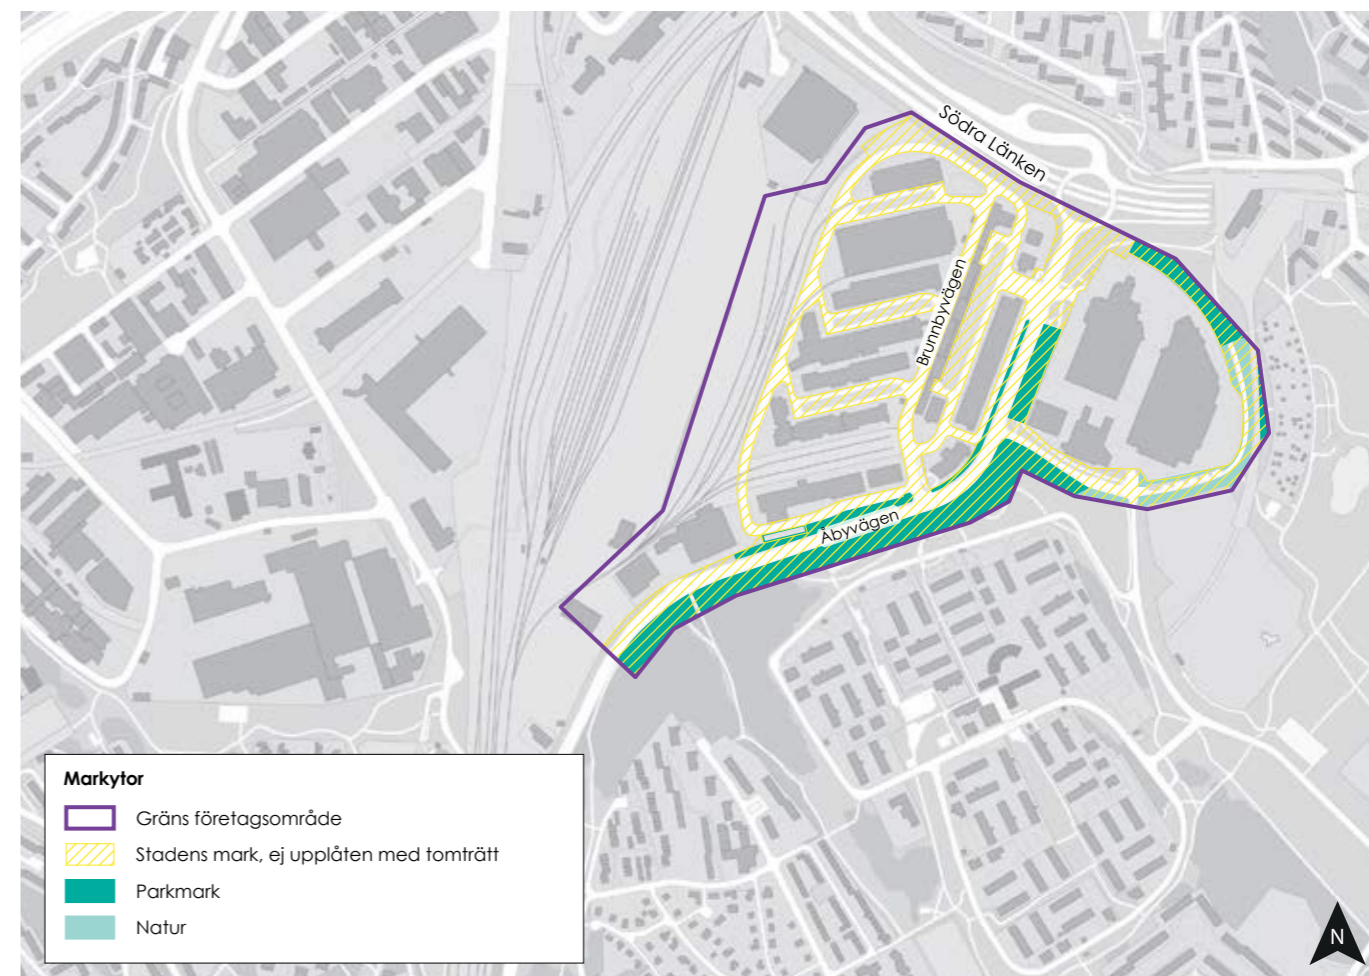 Södra Länken
Brunnbyvägen
Åbyvägen
Markytor
Gräns företagsområde
Stadens mark, ej upplåten med tomträtt
Parkmark
Natur
N